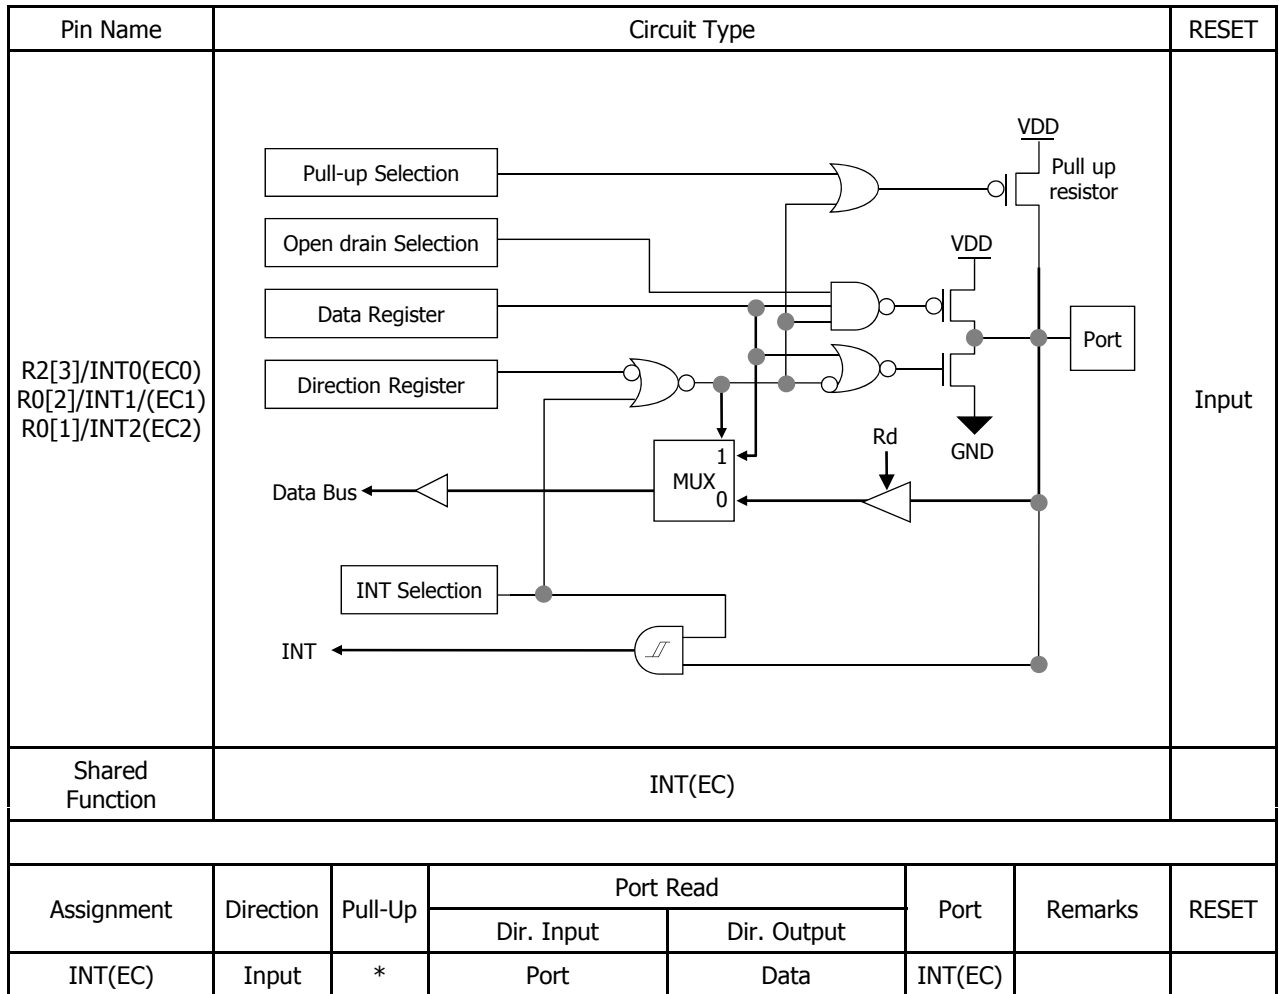 Pin Name
Circuit Type
RESET
R2[3]/INT0(EC0)
R0[2]/INT1/(EC1)
R0[1]/INT2(EC2)
VDD
Pull-up Selection
Pull up
resistor
Open drain Selection
VDD
Data Register
Port
Direction Register
Input
Rd
GND
1
MUX
0
Data Bus
INT Selection
INT
Shared
Function
INT(EC)
Assignment
Direction
Pull-Up
Port Read
Port
Remarks
RESET
Dir. Input
Dir. Output
INT(EC)
Input
*
Port
Data
INT(EC)